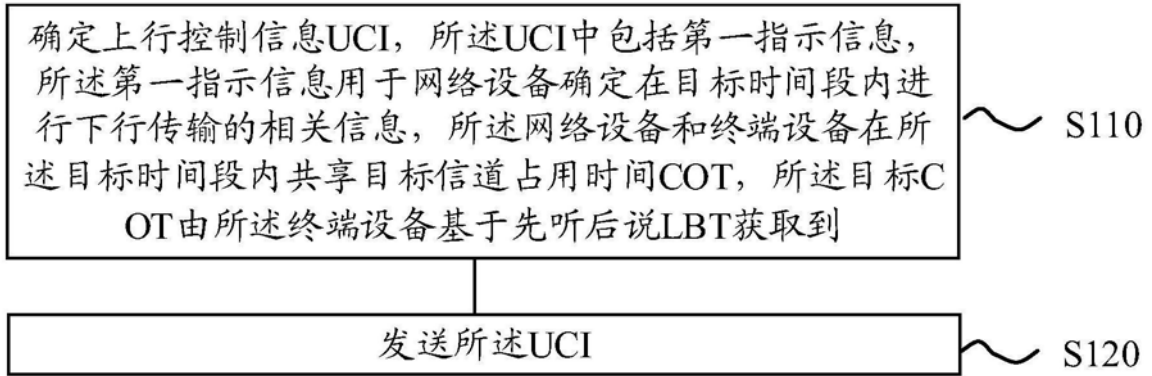 确定上行控制信息UCI，所述UCI中包括第一指示信息，
所述第一指示信息用于网络设备确定在目标时间段内进
行下行传输的相关信息，所述网络设备和终端设备在所
述目标时间段内共享目标信道占用时间COT，所述目标C
OT由所述终端设备基于先听后说LBT获取到
S110
发送所述UCI
S120